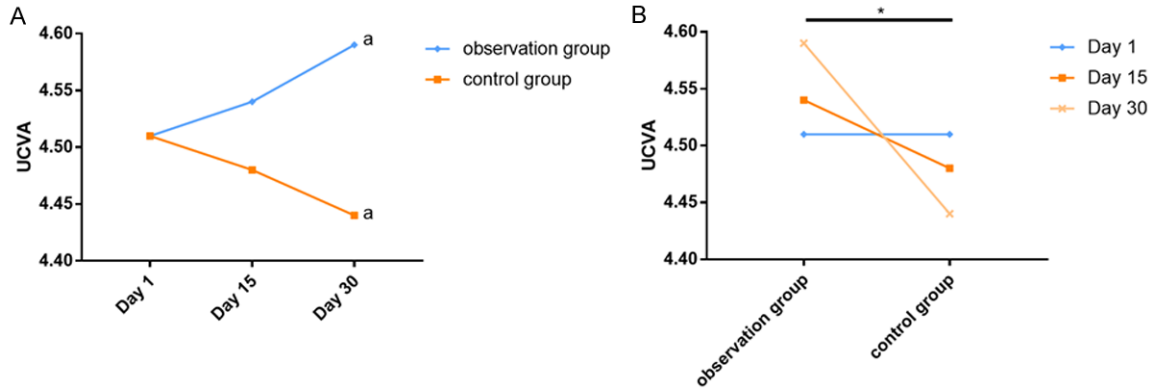 A
UCVA
4.60
4.55
4.50
4.45
4.40
a
a
Day 1
Day 15
Day 30
observation group
control group
B
*
UCVA
4.60
4.55
4.50
4.45
4.40
observation group
control group
Day 1
Day 15
Day 30